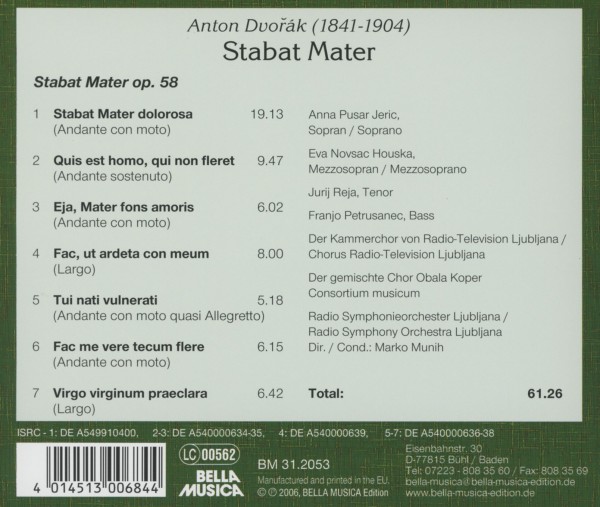 Anton Dvořák (1841-1904)
Stabat Mater
Stabat Mater op. 58
1 Stabat Mater dolorosa 19.13
(Andante con moto)
2 Quis est homo, qui non fleret 9.47
(Andante sostenuto)
3 Eja, Mater fons amoris 6.02
(Andante con moto)
4 Fac, ut ardeta con meum 8.00
(Largo)
5 Tui nati vulnerati 5.18
(Andante con moto quasi Allegretto)
6 Fac me vere tecum flere 6.15
(Andante con moto)
7 Virgo virginum praeclara 6.42
(Largo)
Anna Pusar Jeric,
Sopran / Soprano
Eva Novsac Houska,
Mezzosopran / Mezzosoprano
Jurij Reja, Tenor
Franjo Petrusanec, Bass
Der Kammerchor von Radio-Television Ljubljana /
Chorus Radio-Television Ljubljana
Der gemischte Chor Obala Koper
Consortium musicum
Radio Symphonieorchester Ljubljana /
Radio Symphony Orchestra Ljubljana
Dir. / Cond.: Marko Munih
Total: 61.26
ISRC - 1: DE A549910400, 2-3: DE A540000634-35, 4: DE A540000639, 5-7: DE A540000636-38
4 014513 006844
LC 00562
BELLA
MUSICA
BM 31.2053
Manufactured and printed in the EU.
© ℗ 2006, BELLA MUSICA Edition
Eisenbahnstr. 30
D-77815 Bühl / Baden
Tel: 07223 - 808 35 60 / Fax: 808 35 69
bella-musica@bella-musica-edition.de
www.bella-musica-edition.de